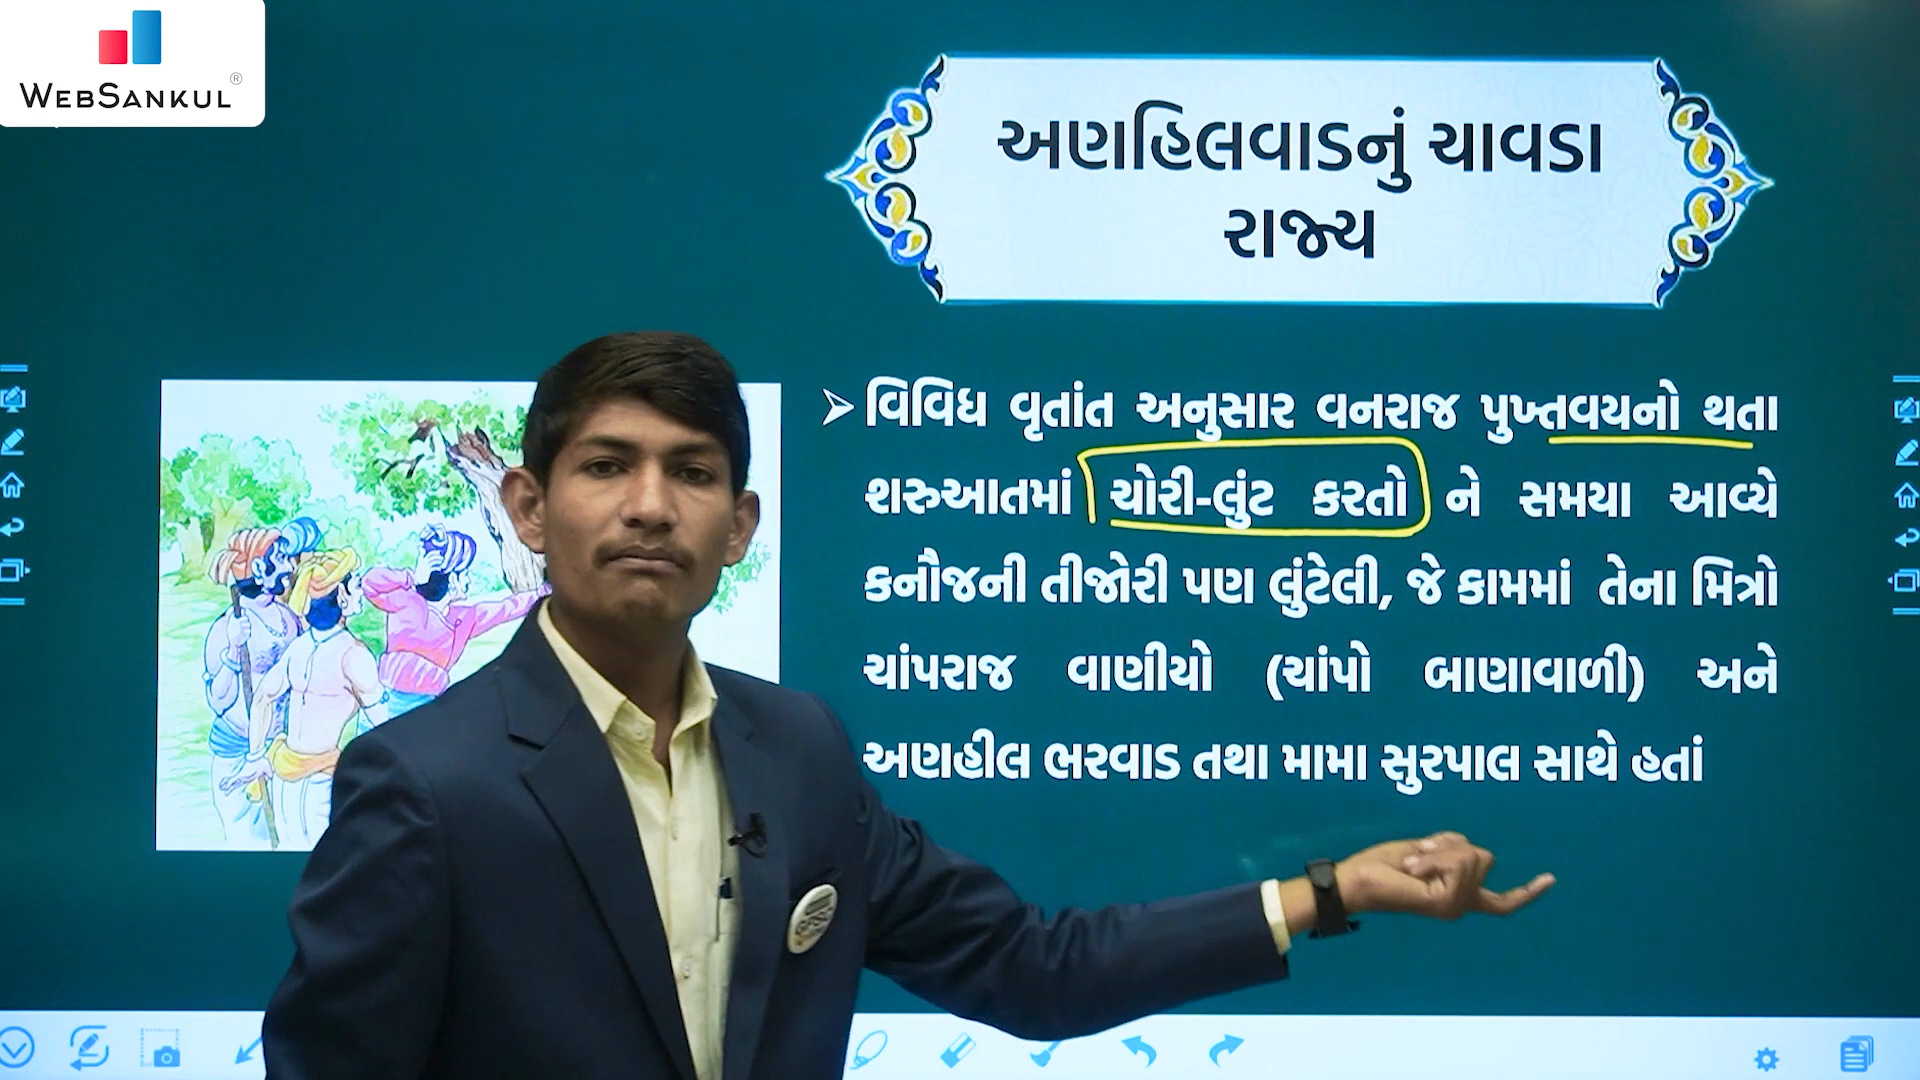 WEBSANKUL®
અણહિલવાડનું ચાવડા
રાજ્ય
વિવિધ વૃતાંત અનુસાર વનરાજ પુખ્તવયનો થતા
શરુઆતમાં ચોરી-લુંટ કરતો ને સમયા આવ્યે
કનૌજની તીજોરી પણ લુંટેલી, જે કામમાં તેના મિત્રો
ચાંપરાજ વાણીયો (ચાંપો બાણાવાળી) અને
અણહીલ ભરવાડ તથા મામા સુરપાલ સાથે હતાં